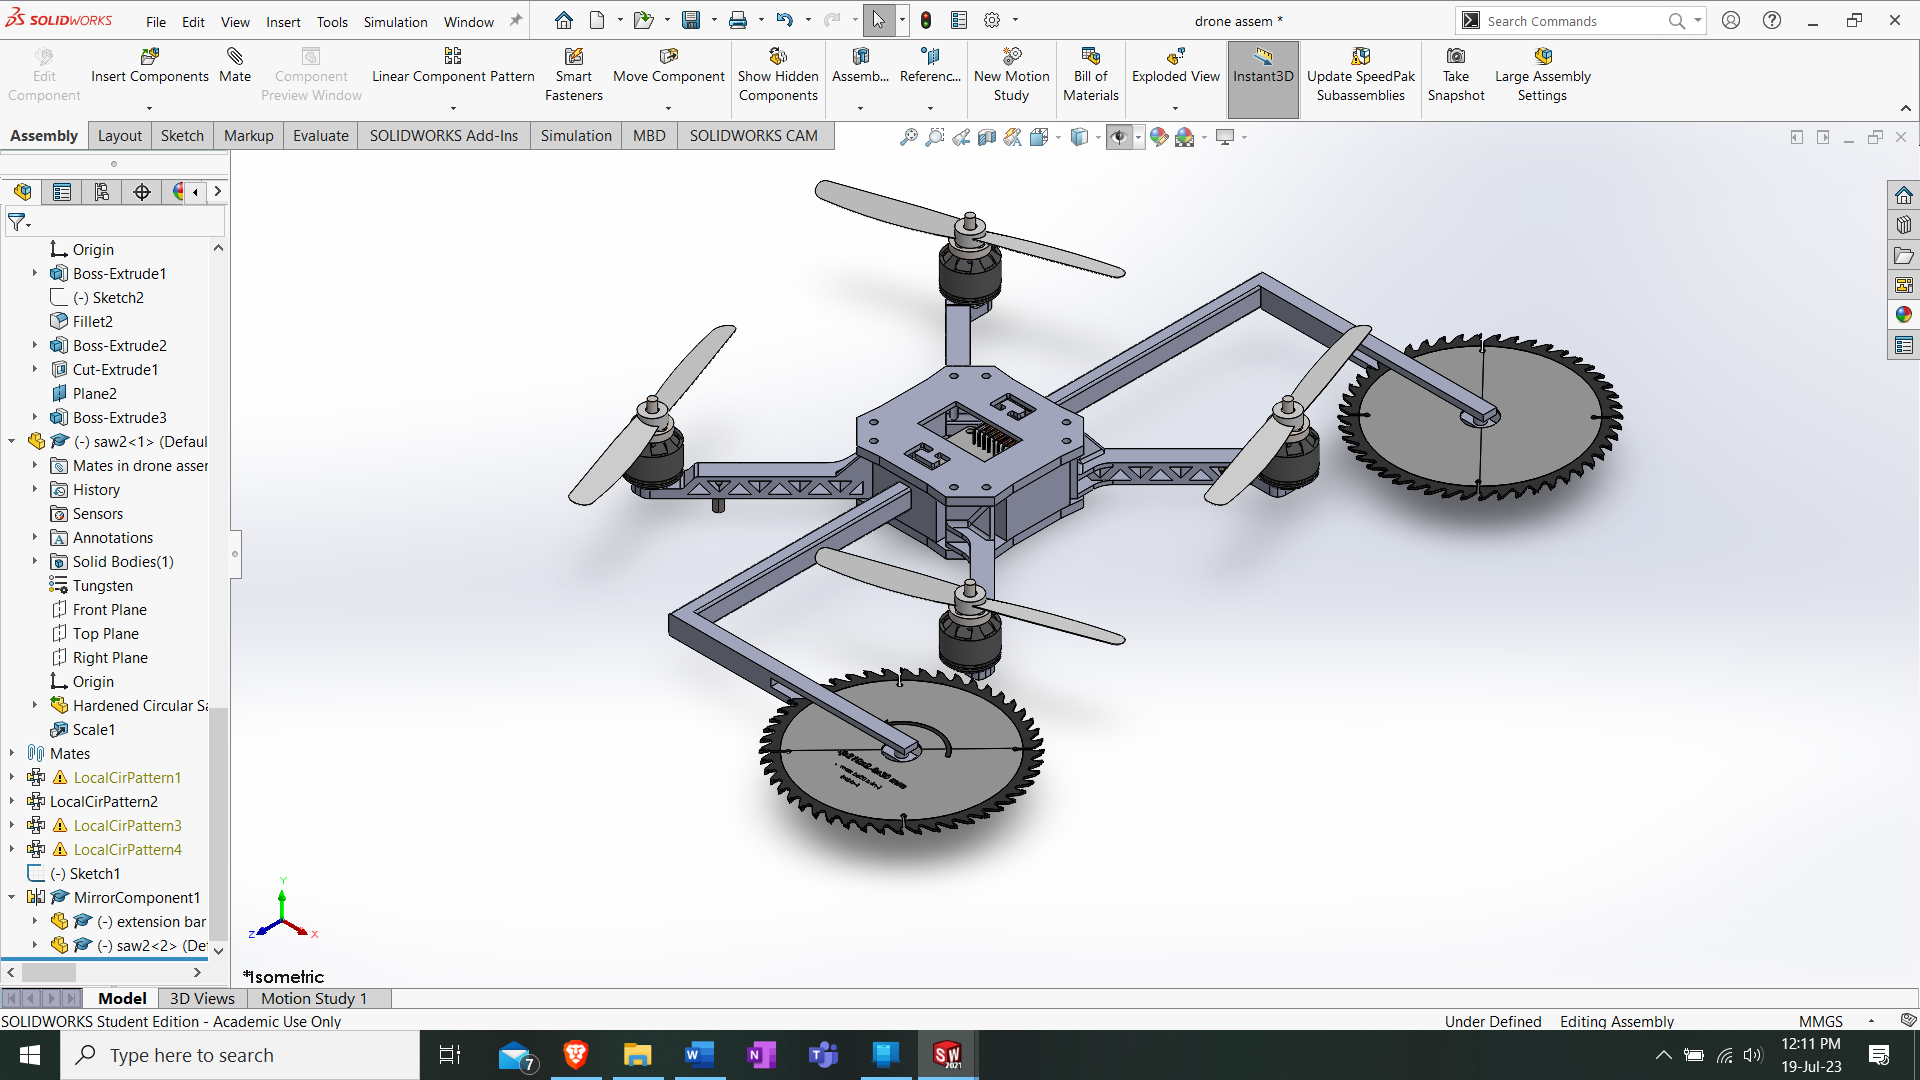 SOLIDWORKS File Edit View Insert Tools Simulation Window drone assem * Search Commands
Edit Component Insert Components Mate Component Preview Window Linear Component Pattern Smart Fasteners Move Component Show Hidden Components Assemb... Referenc... New Motion Study Bill of Materials Exploded View Instant3D Update SpeedPak Subassemblies Take Snapshot Large Assembly Settings
Assembly Layout Sketch Markup Evaluate SOLIDWORKS Add-Ins Simulation MBD SOLIDWORKS CAM
Origin
Boss-Extrude1
(-) Sketch2
Fillet2
Boss-Extrude2
Cut-Extrude1
Plane2
Boss-Extrude3
(-) saw2<1> (Defaul
Mates in drone asser
History
Sensors
Annotations
Solid Bodies(1)
Tungsten
Front Plane
Top Plane
Right Plane
Origin
Hardened Circular Sa
Scale1
Mates
LocalCirPattern1
LocalCirPattern2
LocalCirPattern3
LocalCirPattern4
(-) Sketch1
MirrorComponent1
(-) extension bar
(-) saw2<2> (Def
Y
Z X
*Isometric
Model 3D Views Motion Study 1
SOLIDWORKS Student Edition - Academic Use Only Under Defined Editing Assembly MMGS
Type here to search 7 SW 2021 12:11 PM
19-Jul-23